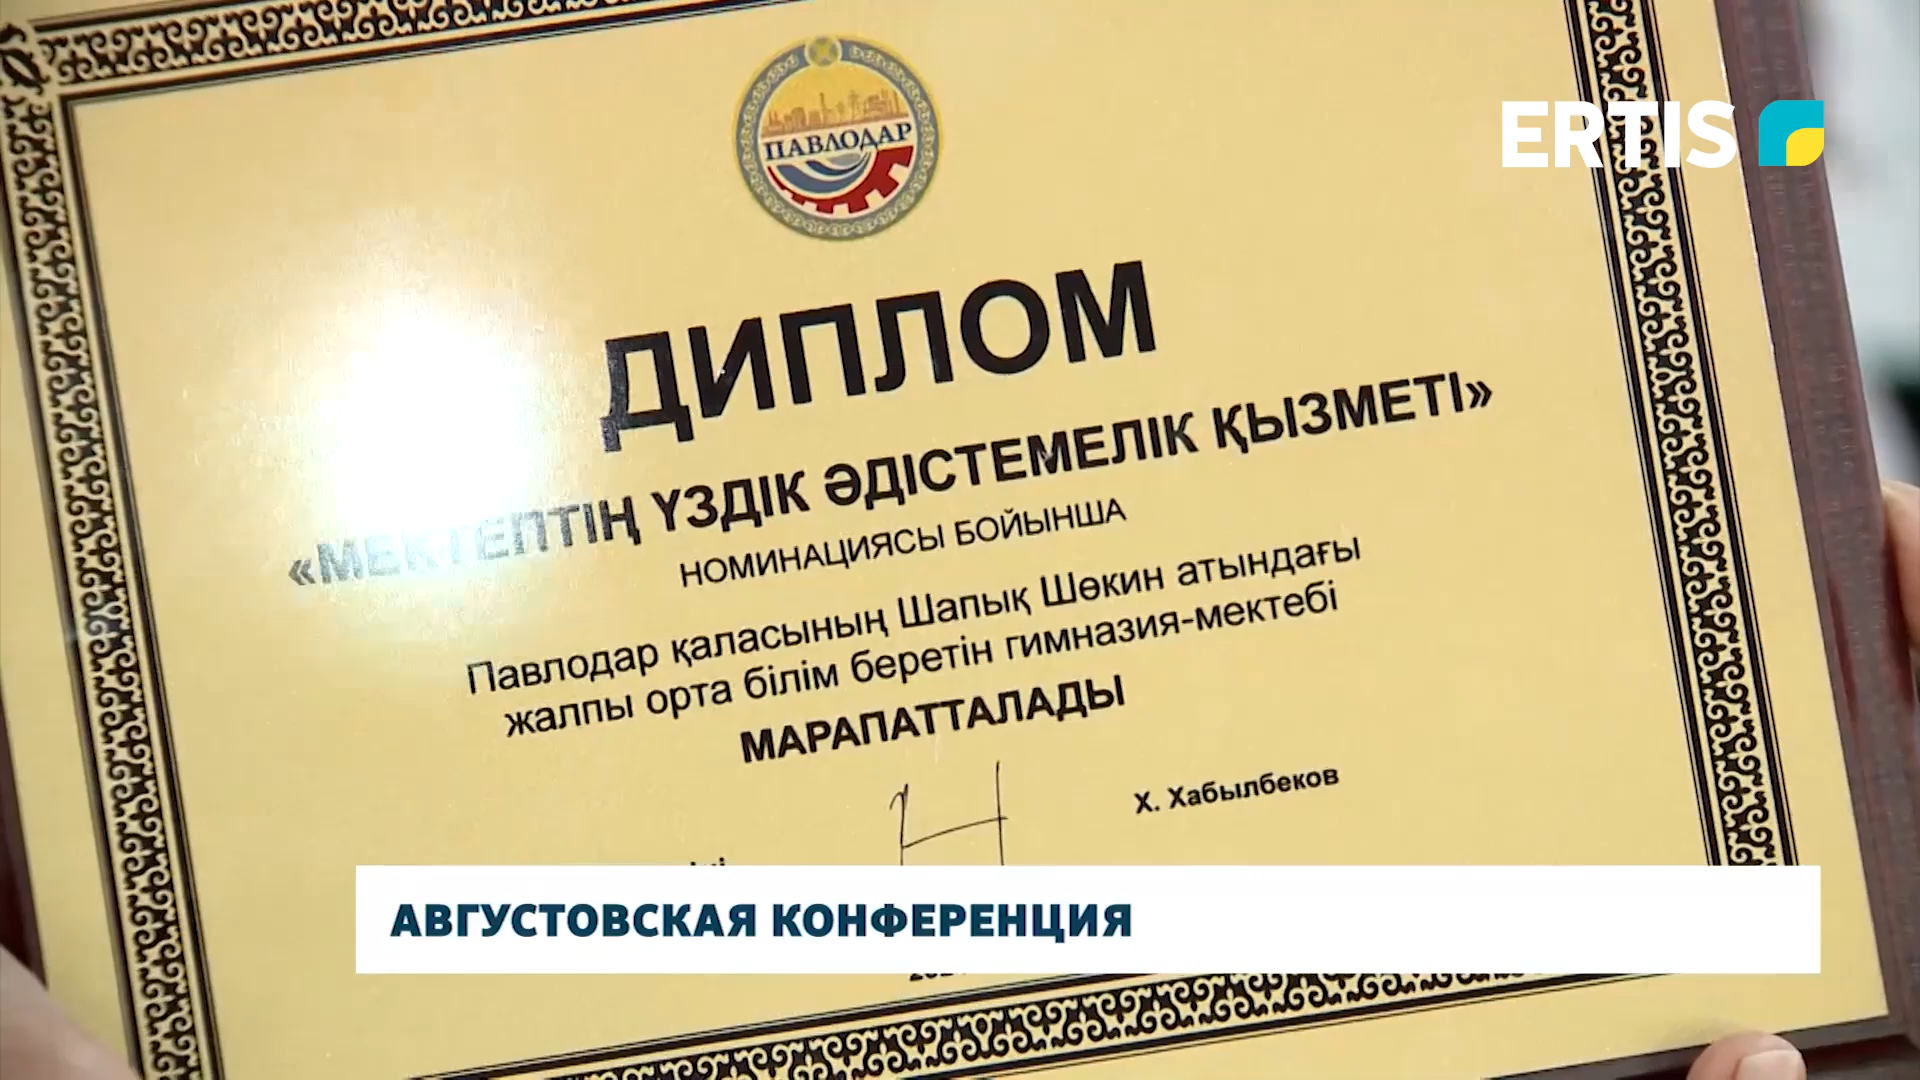 ERTIS
ПАВЛОДАР
ДИПЛОМ
«МЕКТЕПТІҢ ҮЗДІК ӘДІСТЕМЕЛІК ҚЫЗМЕТІ»
НОМИНАЦИЯСЫ БОЙЫНША
Павлодар қаласының Шапық Шөкин атындағы
жалпы орта білім беретін гимназия-мектебі
МАРАПАТТАЛАДЫ
Х. Хабылбеков
АВГУСТОВСКАЯ КОНФЕРЕНЦИЯ